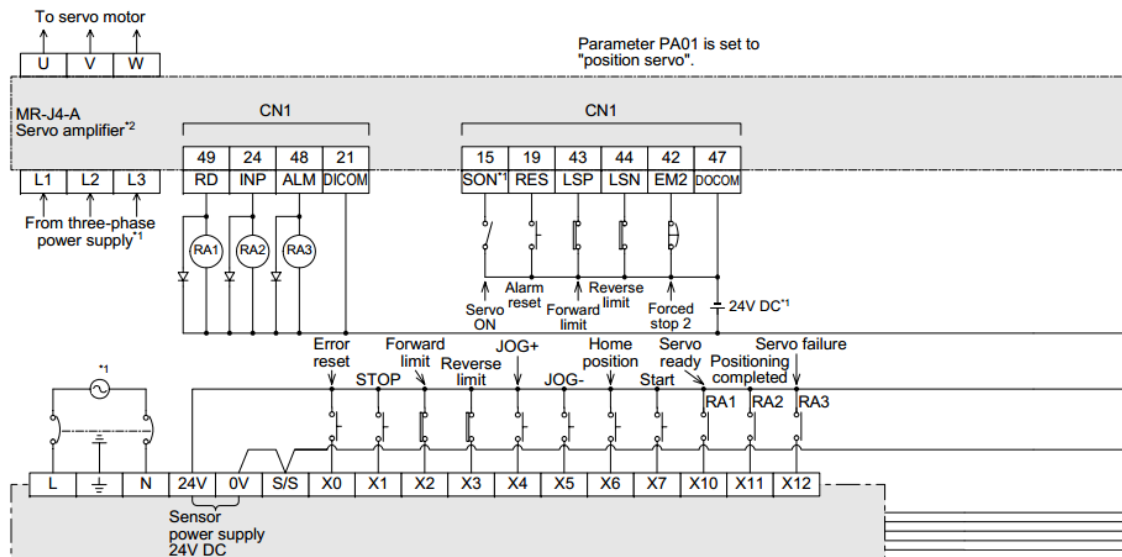 To servo motor
U V W
Parameter PA01 is set to
"position servo".
MR-J4-A
Servo amplifier*2
CN1
CN1
49 24 48 21
15 19 43 44 42 47
L1 L2 L3
RD INP ALM DICOM
SON*1 RES LSP LSN EM2 DOCOM
From three-phase
power supply*1
RA1 RA2 RA3
Servo
ON
Alarm
reset
Forward
limit
Reverse
limit
Forced
stop 2
24V DC*1
Error
reset
STOP
Forward
limit
Reverse
limit
JOG+
JOG-
Home
position
Start
Servo
ready
Positioning
completed
Servo failure
RA1 RA2 RA3
*1
L N 24V 0V S/S X0 X1 X2 X3 X4 X5 X6 X7 X10 X11 X12
Sensor
power supply
24V DC